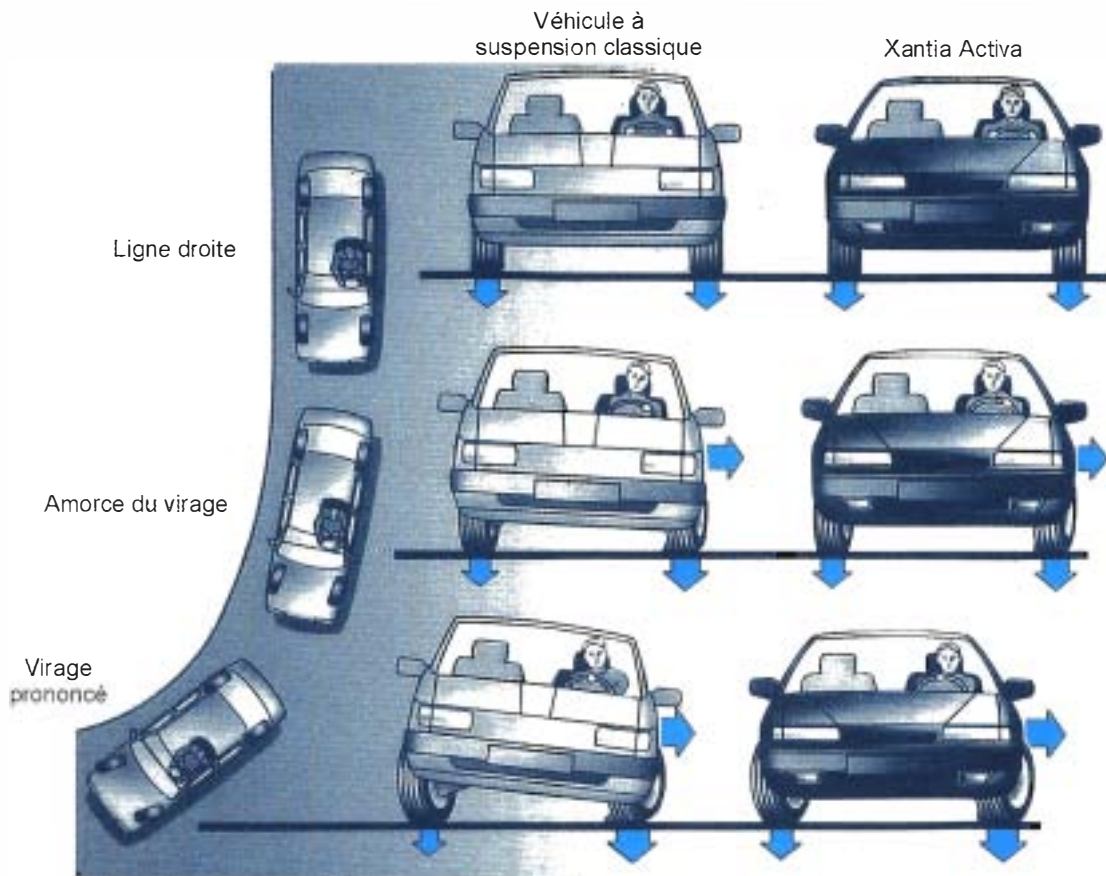 Véhicule à
suspension classique
Xantia Activa
Ligne droite
Amorce du virage
Virage
prononcé